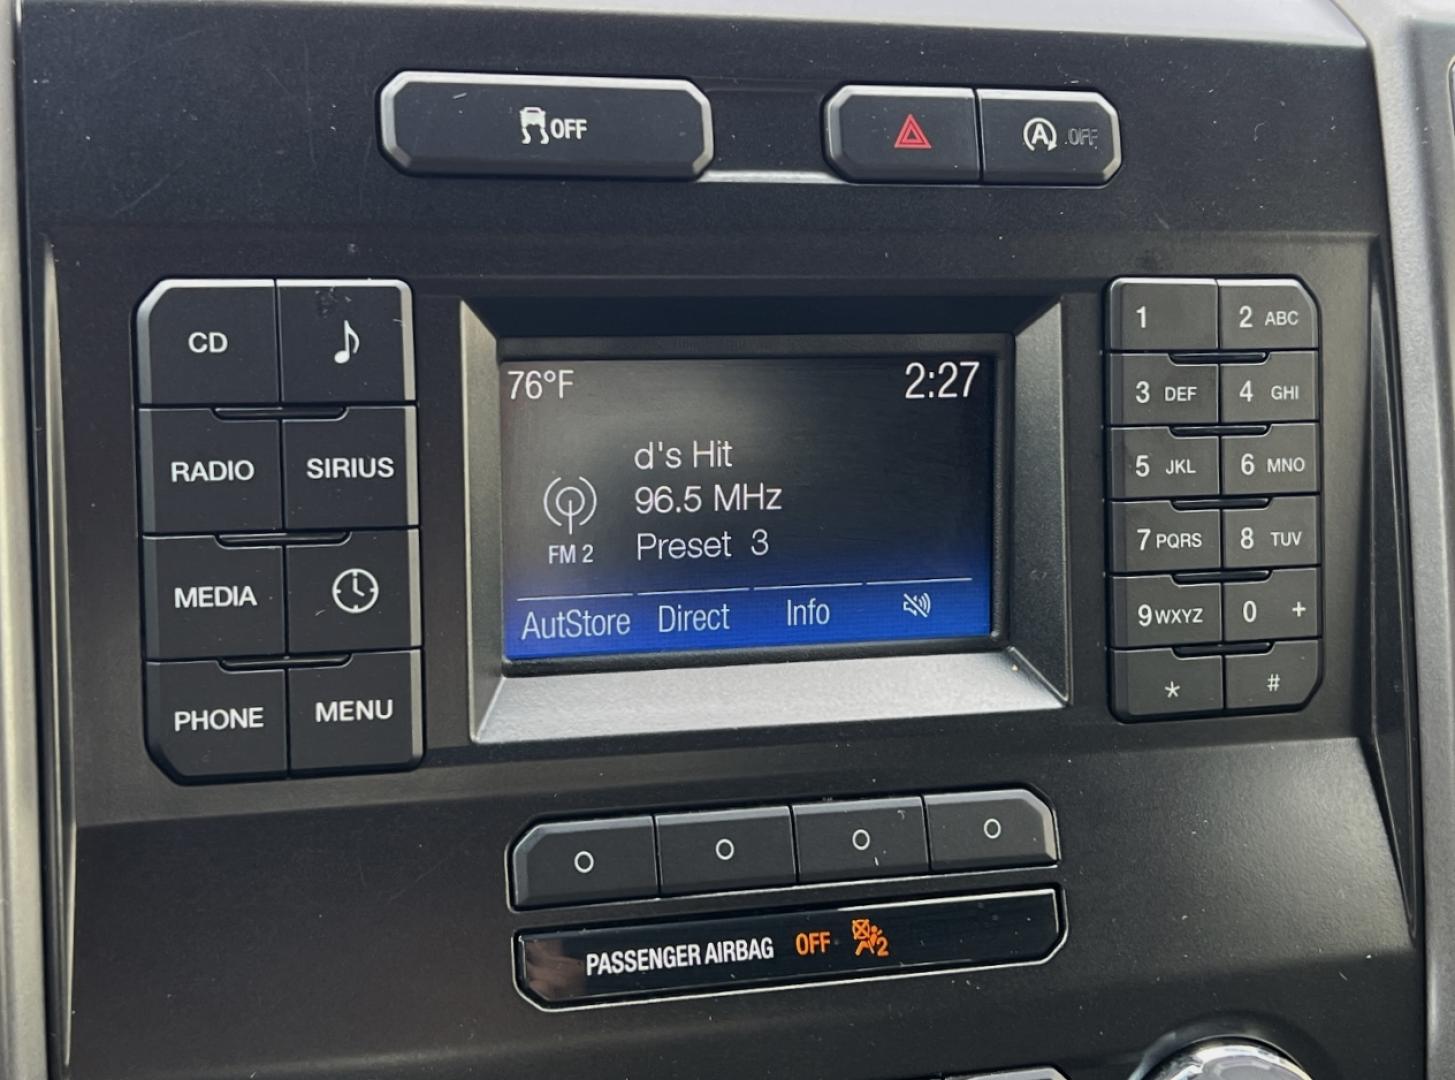 OFF
A OFF
CD
RADIO SIRIUS
MEDIA
PHONE MENU
76°F 2:27
d's Hit
96.5 MHz
FM 2 Preset 3
AutStore Direct Info
1 2 ABC
3 DEF 4 GHI
5 JKL 6 MNO
7 PQRS 8 TUV
9 WXYZ 0 +
* #
PASSENGER AIRBAG OFF 2